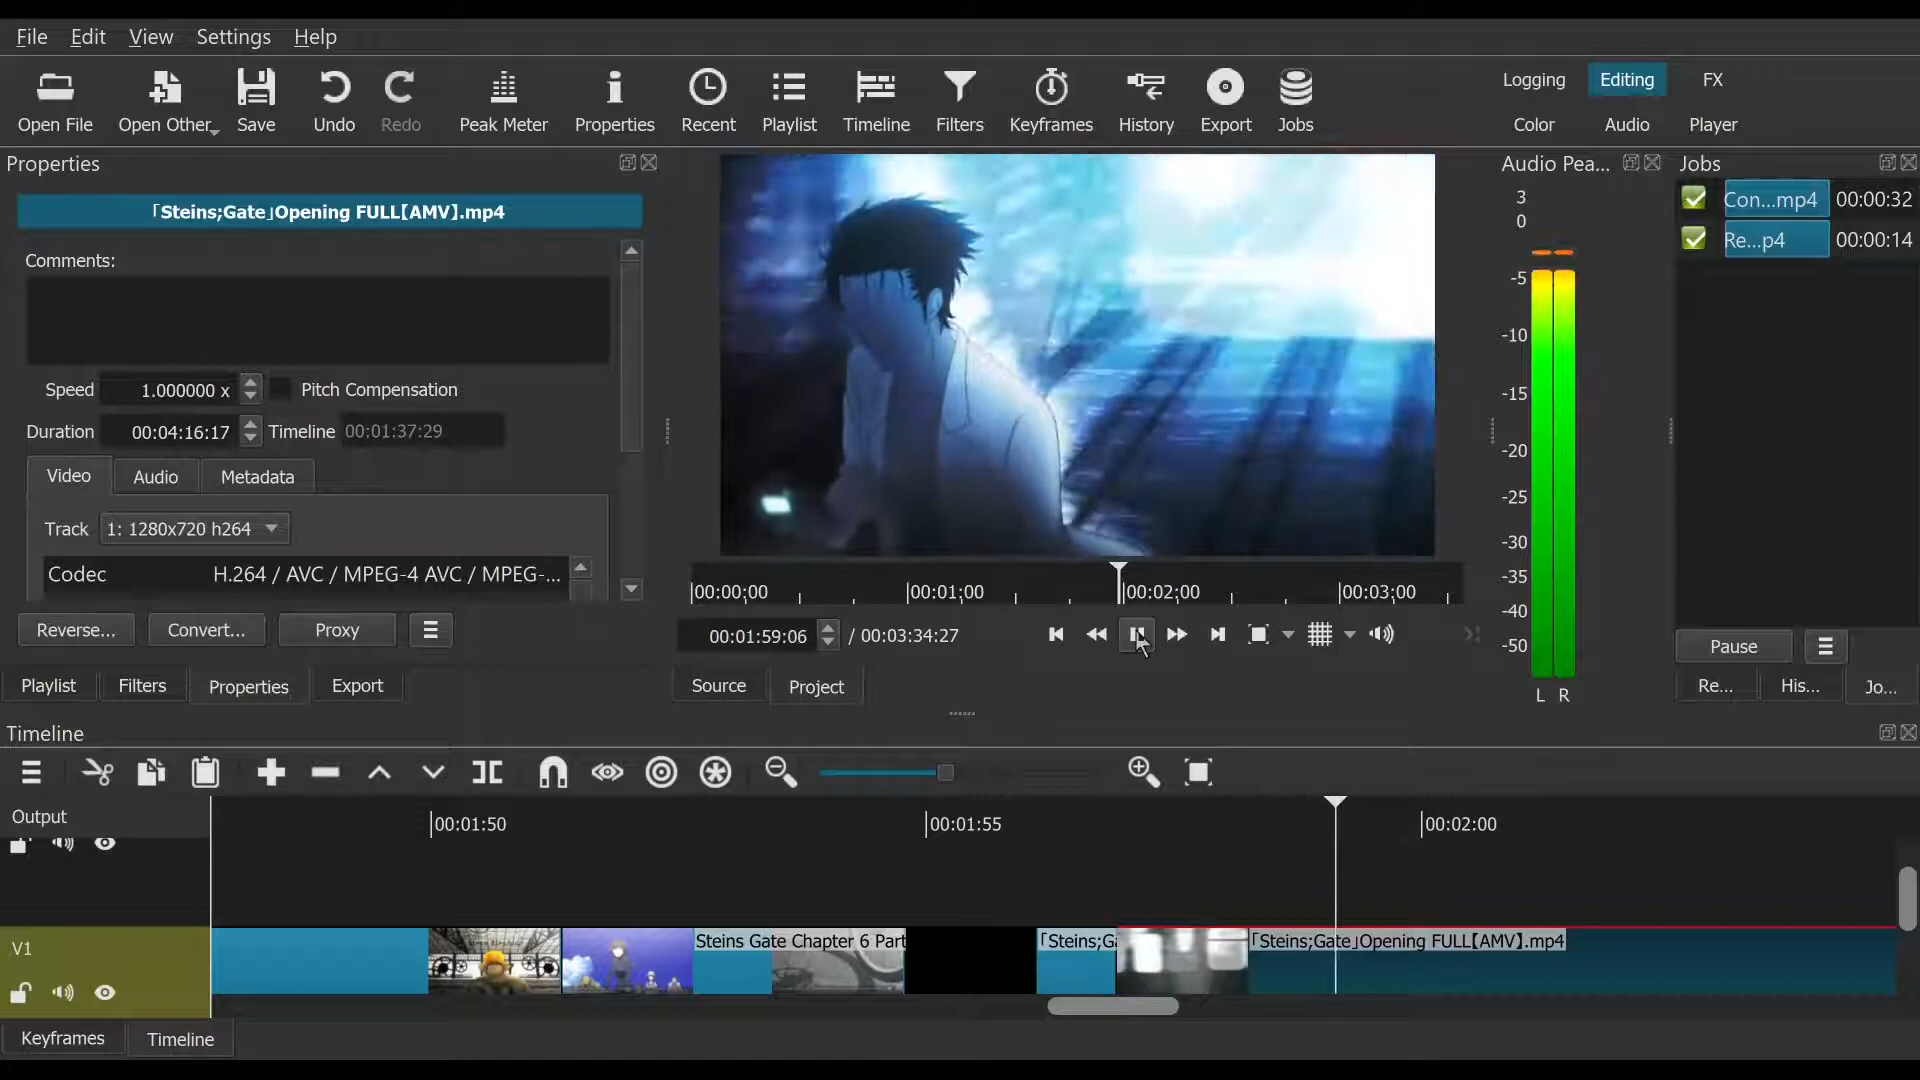 File Edit View Settings Help
Open File Open Other... Save Undo Redo Peak Meter Properties Recent Playlist Timeline Filters Keyframes History Export Jobs
Logging Editing FX
Color Audio Player
Properties
「Steins;Gate」Opening FULL【AMV】.mp4
Comments:
Speed 1.000000 x Pitch Compensation
Duration 00:04:16:17 Timeline 00:01:37:29
Video Audio Metadata
Track 1: 1280x720 h264
Codec H.264 / AVC / MPEG-4 AVC / MPEG-...
Reverse... Convert... Proxy
Playlist Filters Properties Export
00:00;00 00:01:00 00:02:00 00:03:00
00:01:59:06 / 00:03:34:27
Source Project
Audio Pea...
3
0
-5
-10
-15
-20
-25
-30
-35
-40
-50
L R
Jobs
Con...mp4 00:00:32
Re...p4 00:00:14
Pause
Re... His... Jo...
Timeline
Output
00:01:50 00:01:55 00:02:00
V1
Steins Gate Chapter 6 Part
「Steins;Ga
「Steins;Gate」Opening FULL【AMV】.mp4
Keyframes Timeline